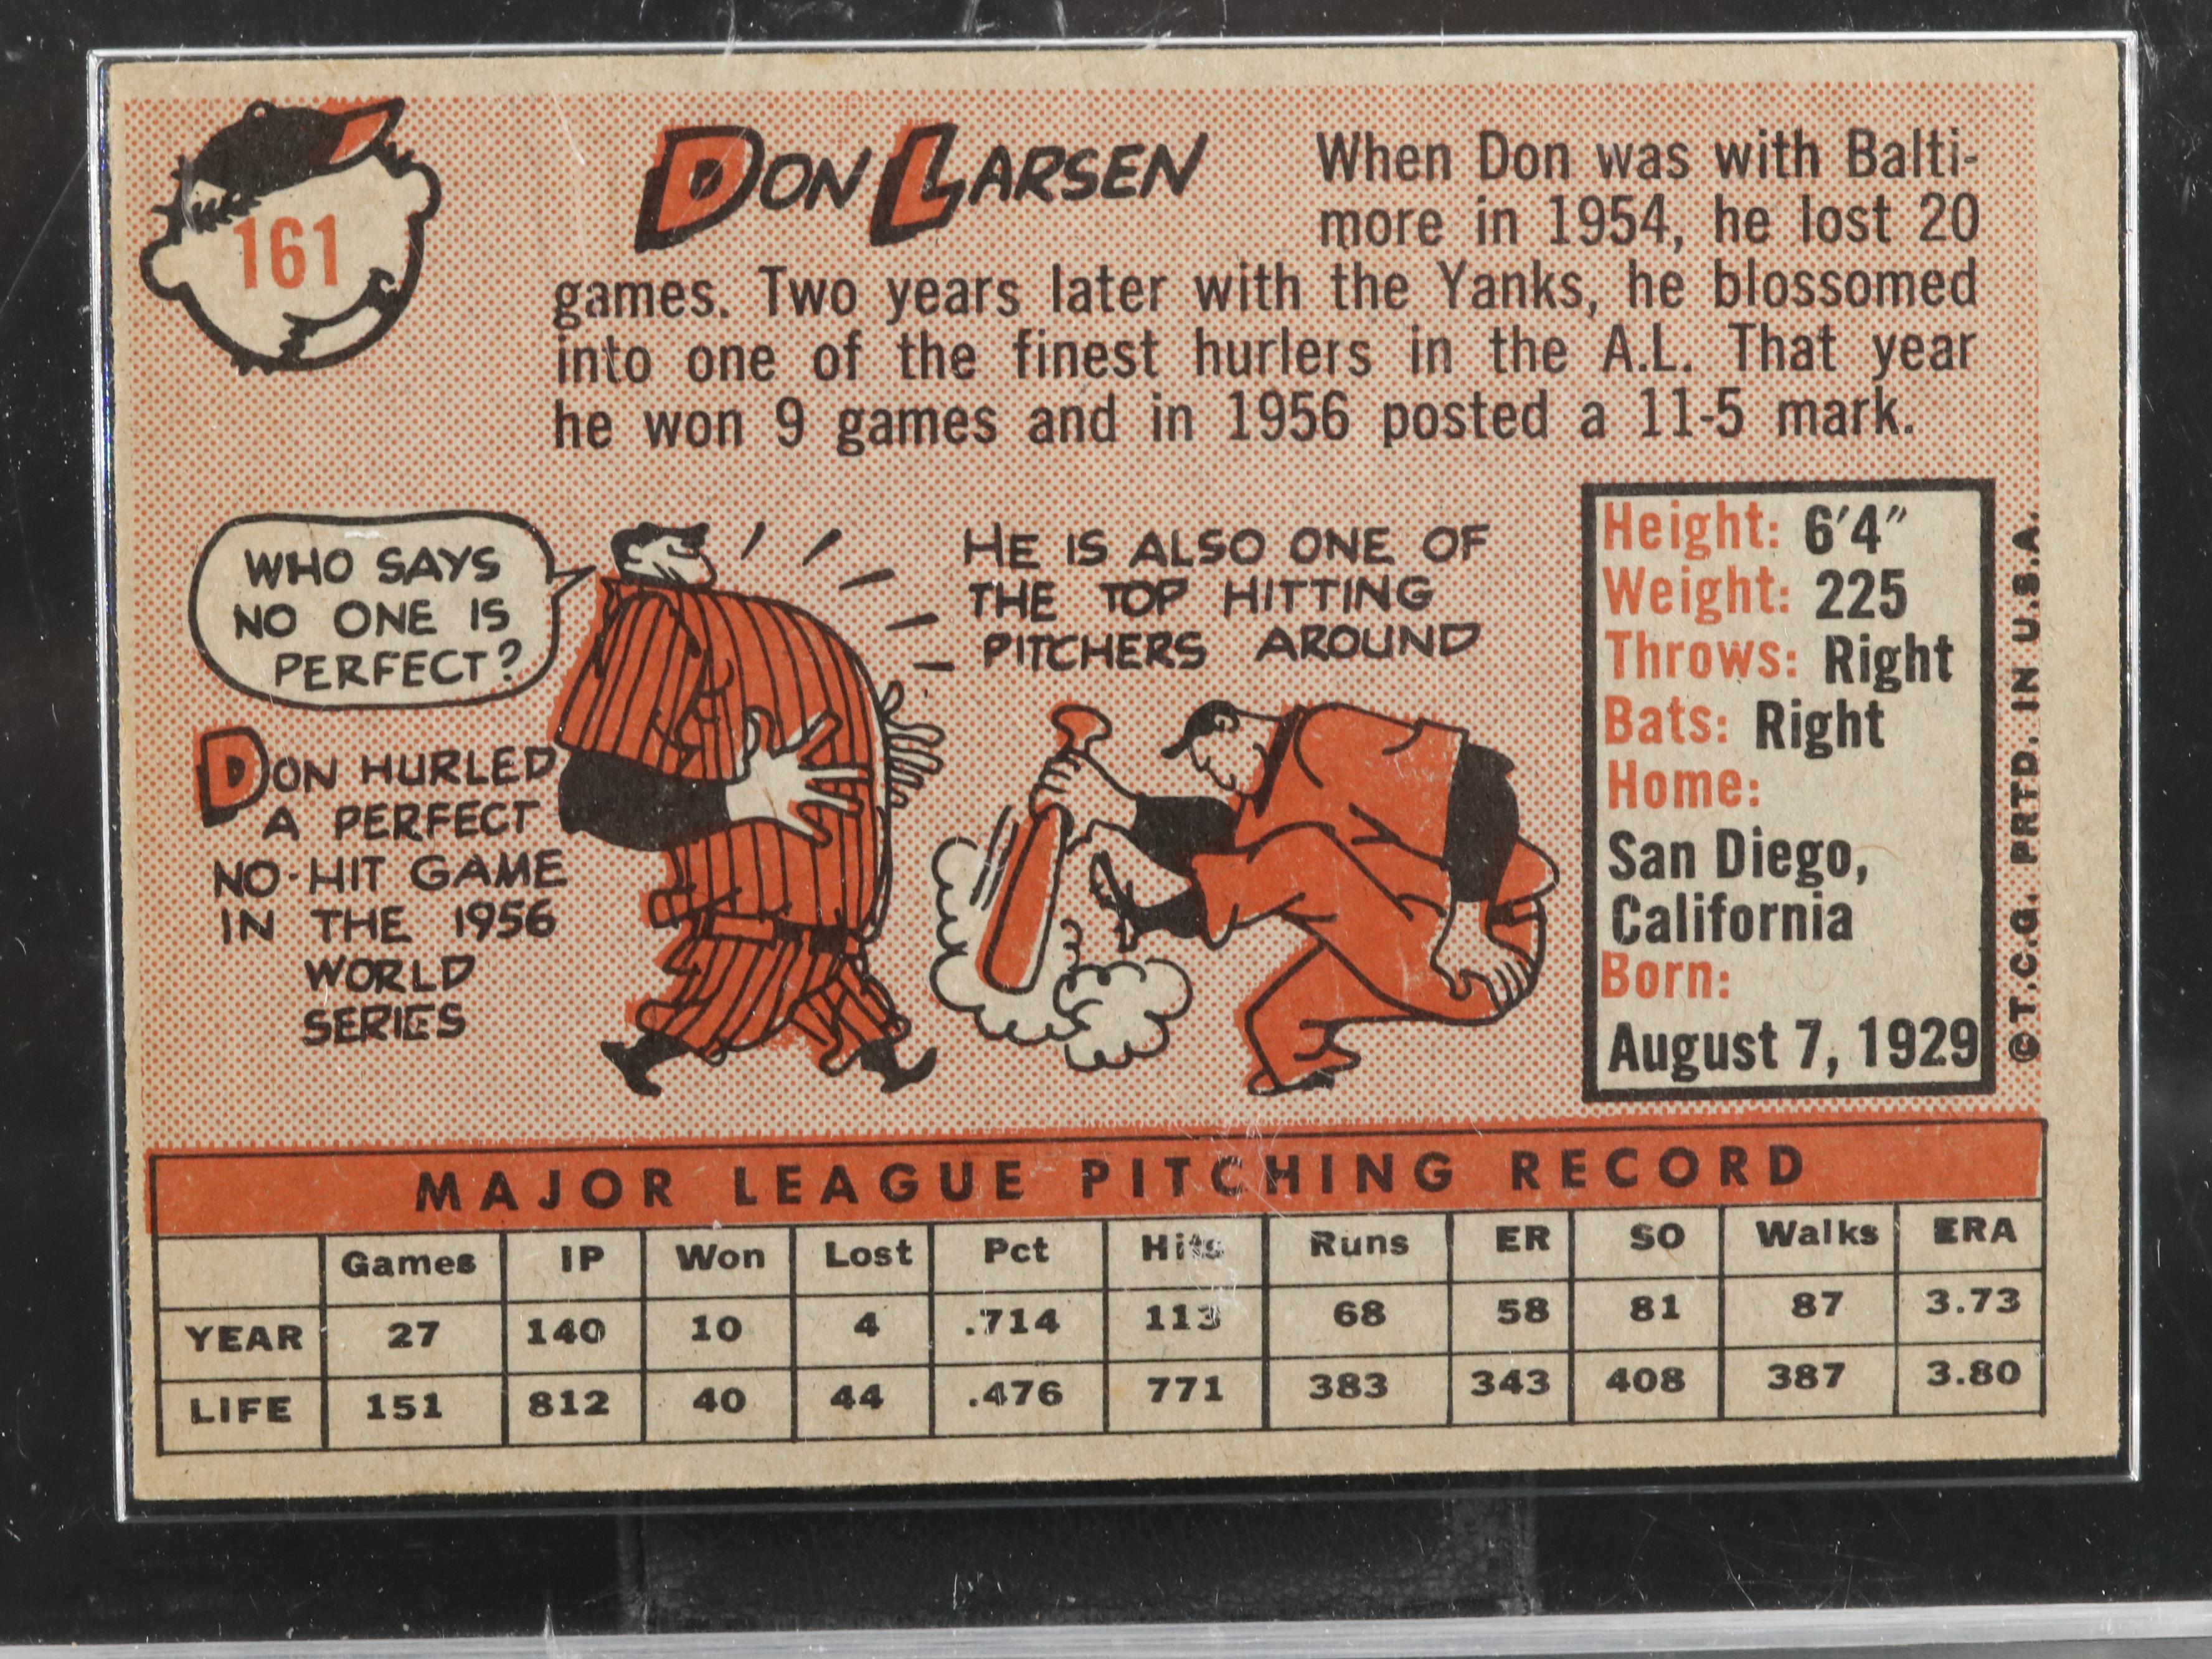 161
DON LARSEN
When Don was with Balti-
more in 1954, he lost 20
games. Two years later with the Yanks, he blossomed
into one of the finest hurlers in the A.L. That year
he won 9 games and in 1956 posted a 11-5 mark.
WHO SAYS
NO ONE IS
PERFECT?
DON HURLED
A PERFECT
NO-HIT GAME
IN THE 1956
WORLD
SERIES
HE IS ALSO ONE OF
THE TOP HITTING
PITCHERS AROUND
Height: 6'4"
Weight: 225
Throws: Right
Bats: Right
Home:
San Diego,
California
Born:
August 7, 1929
© T.C.G. PRTD. IN U.S.A.
MAJOR LEAGUE PITCHING RECORD
Games IP Won Lost Pct Hits Runs ER SO Walks ERA
YEAR 27 140 10 4 .714 113 68 58 81 87 3.73
LIFE 151 812 40 44 .476 771 383 343 408 387 3.80